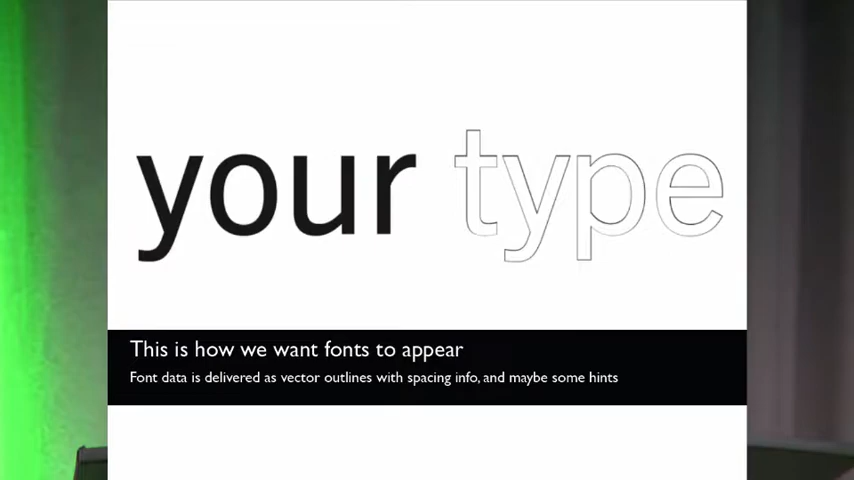 your type
This is how we want fonts to appear
Font data is delivered as vector outlines with spacing info, and maybe some hints